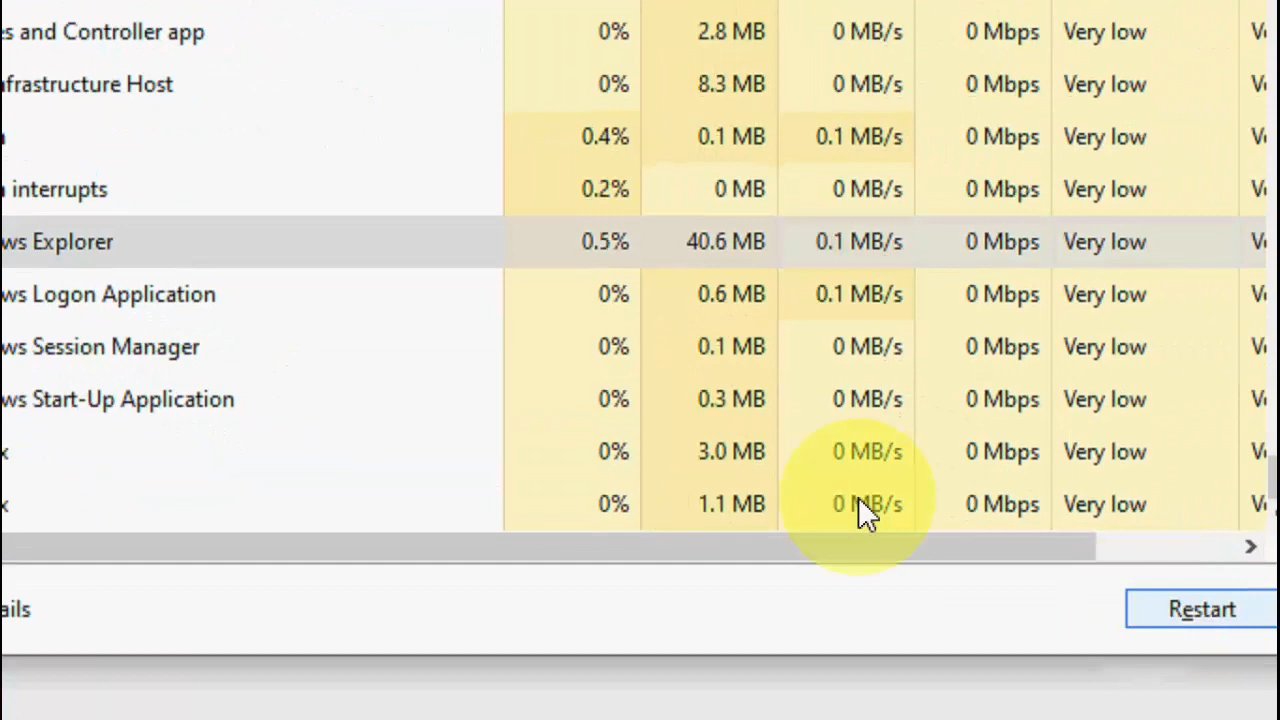 es and Controller app 0% 2.8 MB 0 MB/s 0 Mbps Very low
frastructure Host 0% 8.3 MB 0 MB/s 0 Mbps Very low
0.4% 0.1 MB 0.1 MB/s 0 Mbps Very low
interrupts 0.2% 0 MB 0 MB/s 0 Mbps Very low
ws Explorer 0.5% 40.6 MB 0.1 MB/s 0 Mbps Very low
ws Logon Application 0% 0.6 MB 0.1 MB/s 0 Mbps Very low
ws Session Manager 0% 0.1 MB 0 MB/s 0 Mbps Very low
ws Start-Up Application 0% 0.3 MB 0 MB/s 0 Mbps Very low
x 0% 3.0 MB 0 MB/s 0 Mbps Very low
x 0% 1.1 MB 0 MB/s 0 Mbps Very low
ails Restart